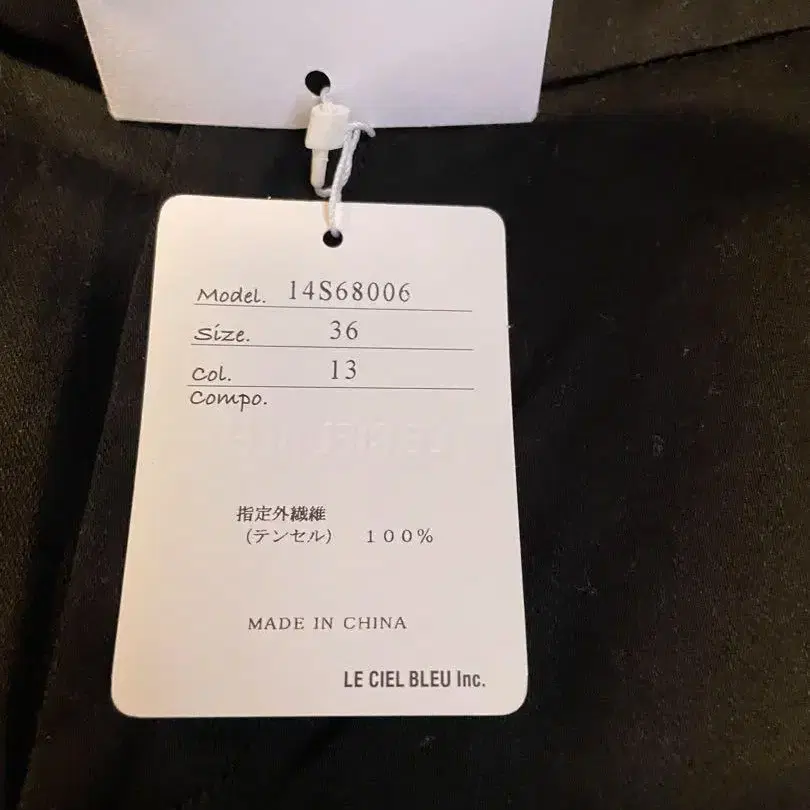 Model. 14S68006
Size. 36
Col. 13
Compo.
指定外繊維
(テンセル) 100%
MADE IN CHINA
LE CIEL BLEU Inc.